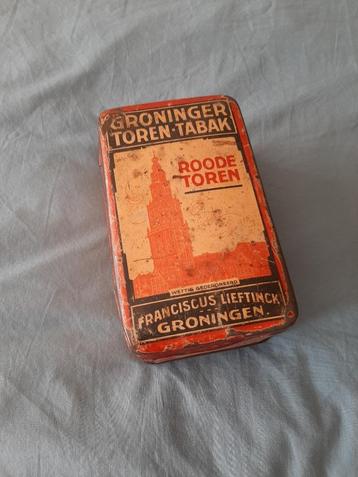 GRONINGER
TOREN-TABAK
ROODE
TOREN
WETTIG GEDEPONEERD
FRANCISCUS LIEFTINCK
GRONINGEN.